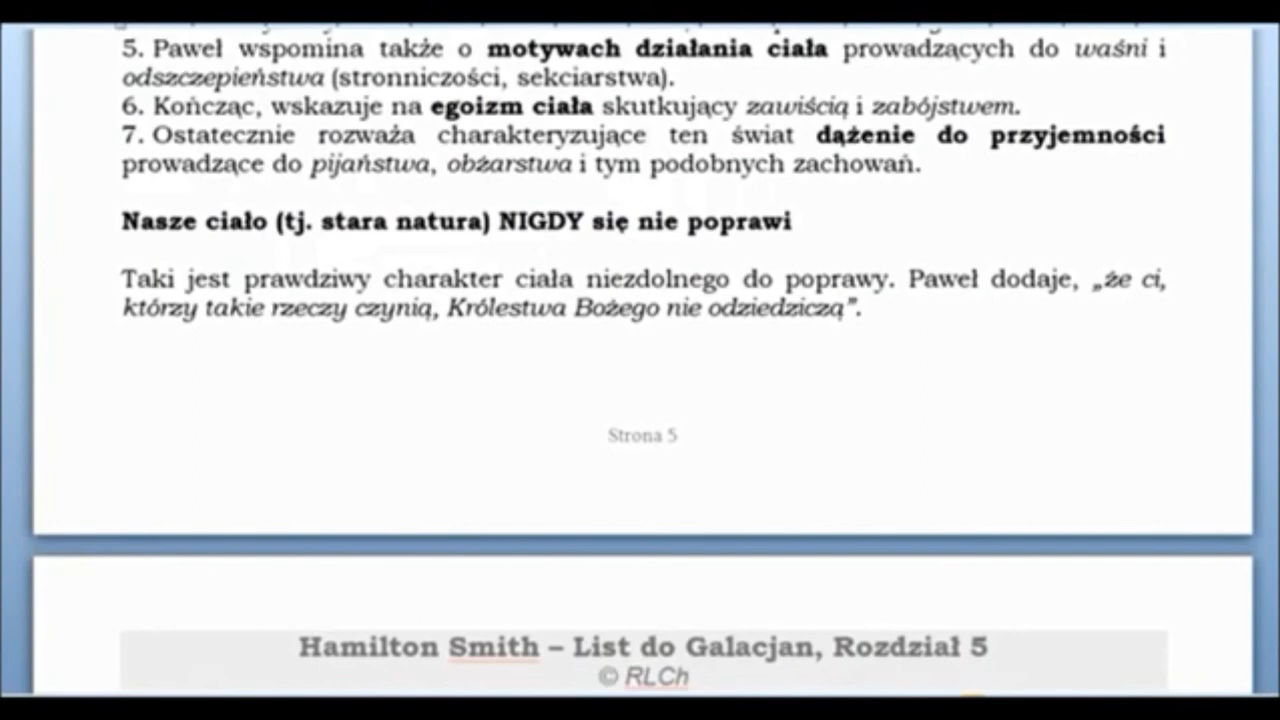 5. Paweł wspomina także o motywach działania ciała prowadzących do waśni i
odszczepieństwa (stronniczości, sekciarstwa).
6. Kończąc, wskazuje na egoizm ciała skutkujący zawiścią i zabójstwem.
7. Ostatecznie rozważa charakteryzujące ten świat dążenie do przyjemności
prowadzące do pijaństwa, obżarstwa i tym podobnych zachowań.
Nasze ciało (tj. stara natura) NIGDY się nie poprawi
Taki jest prawdziwy charakter ciała niezdolnego do poprawy. Paweł dodaje, „że ci,
którzy takie rzeczy czynią, Królestwa Bożego nie odziedziczą”.
Strona 5
Hamilton Smith – List do Galacjan, Rozdział 5
© RLCh